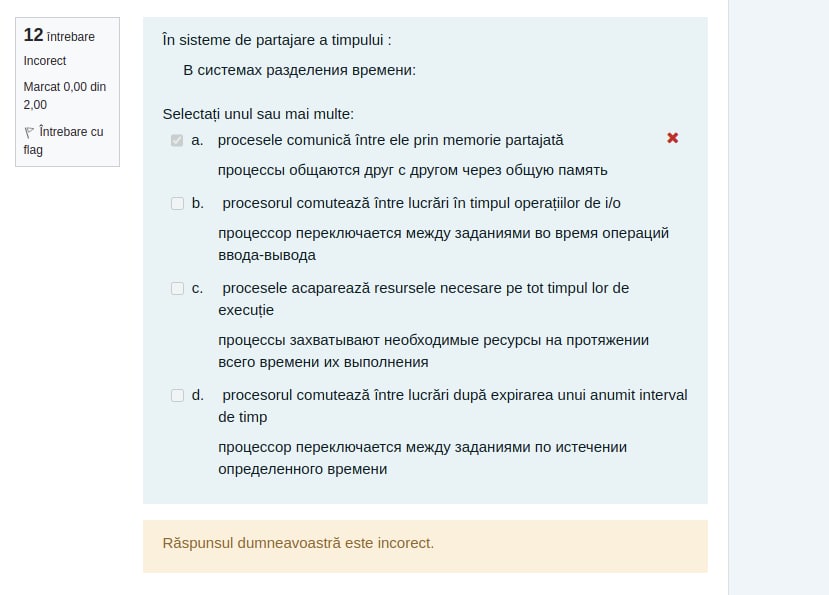 12 întrebare
Incorect
Marcat 0,00 din
2,00
Întrebare cu
flag
În sisteme de partajare a timpului :
В системах разделения времени:
Selectați unul sau mai multe:
a. procesele comunică între ele prin memorie partajată
процессы общаются друг с другом через общую память
b. procesorul comutează între lucrări în timpul operațiilor de i/o
процессор переключается между заданиями во время операций
ввода-вывода
c. procesele acaparează resursele necesare pe tot timpul lor de
execuție
процессы захватывают необходимые ресурсы на протяжении
всего времени их выполнения
d. procesorul comutează între lucrări după expirarea unui anumit interval
de timp
процессор переключается между заданиями по истечении
определенного времени
Răspunsul dumneavoastră este incorect.